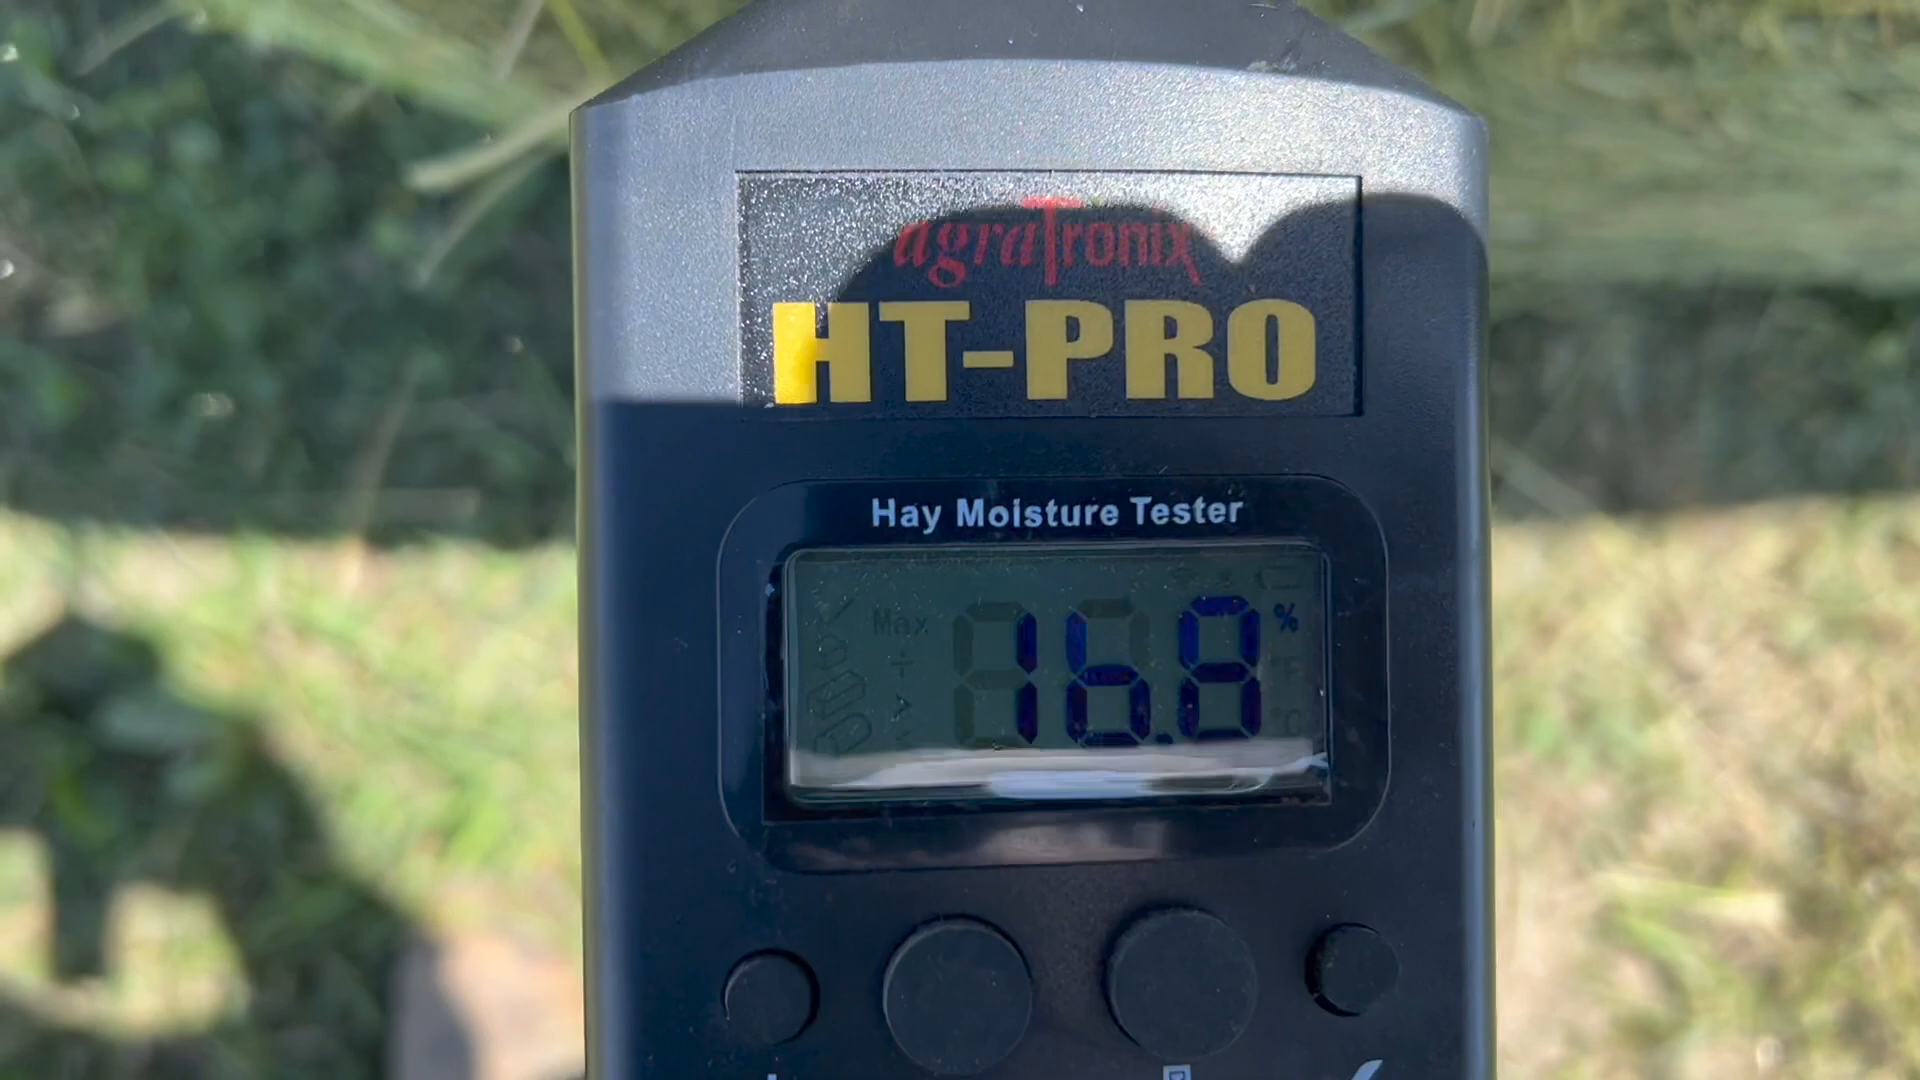 agraTronix
HT-PRO
Hay Moisture Tester
Max
16.8 %
°F
°C